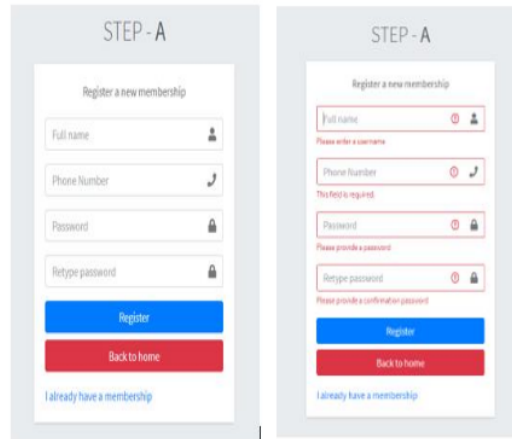 STEP - A
Register a new membership
Full name
Phone Number
Password
Retype password
Register
Back to home
I already have a membership
STEP - A
Register a new membership
Full name
Please enter a username
Phone Number
This field is required.
Password
Please provide a password
Retype password
Please provide a confirmation password
Register
Back to home
I already have a membership